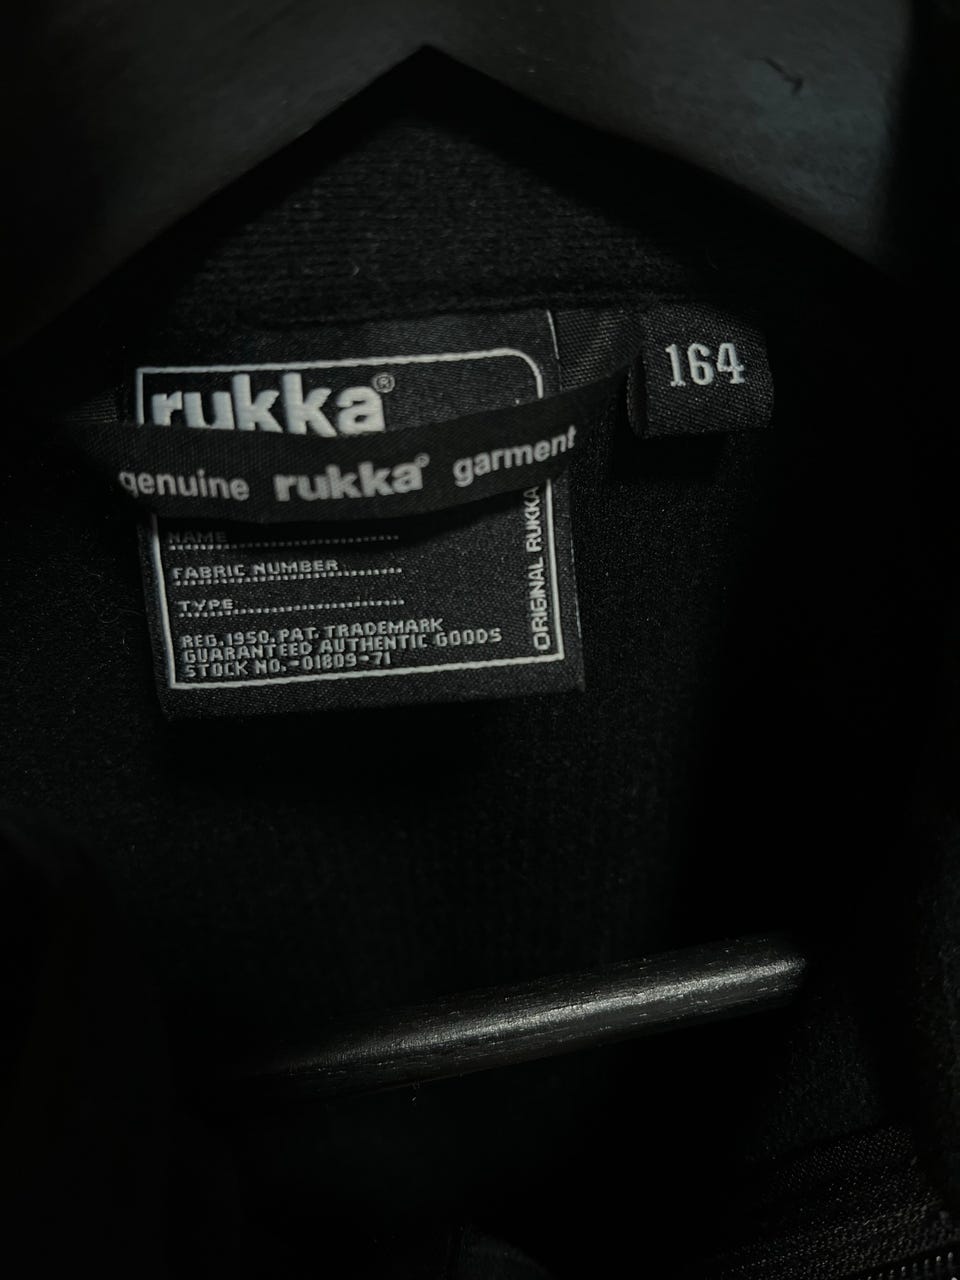 rukka®
164
genuine rukka® garment
NAME
FABRIC NUMBER
TYPE
REG. 1950. PAT. TRADEMARK
GUARANTEED AUTHENTIC GOODS
STOCK NO.-01809-71
ORIGINAL RUKKA